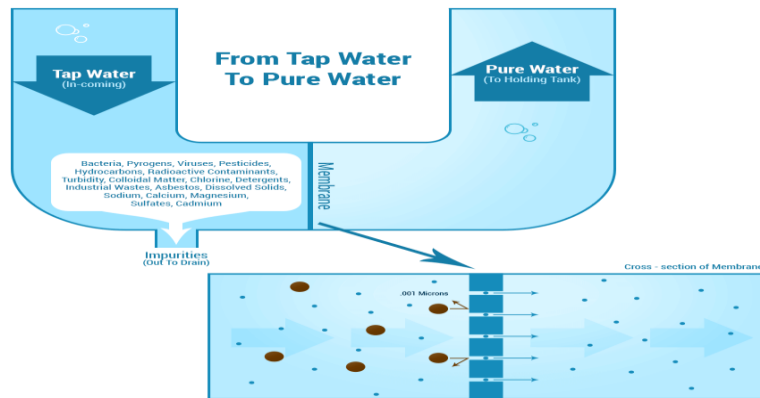 From Tap Water
To Pure Water
Tap Water
(In-coming)
Pure Water
(To Holding Tank)
Bacteria, Pyrogens, Viruses, Pesticides,
Hydrocarbons, Radioactive Contaminants,
Turbidity, Colloidal Matter, Chlorine, Detergents,
Industrial Wastes, Asbestos, Dissolved Solids,
Sodium, Calcium, Magnesium,
Sulfates, Cadmium
Membrane
Impurities
(Out To Drain)
Cross - section of Membrane
.001 Microns